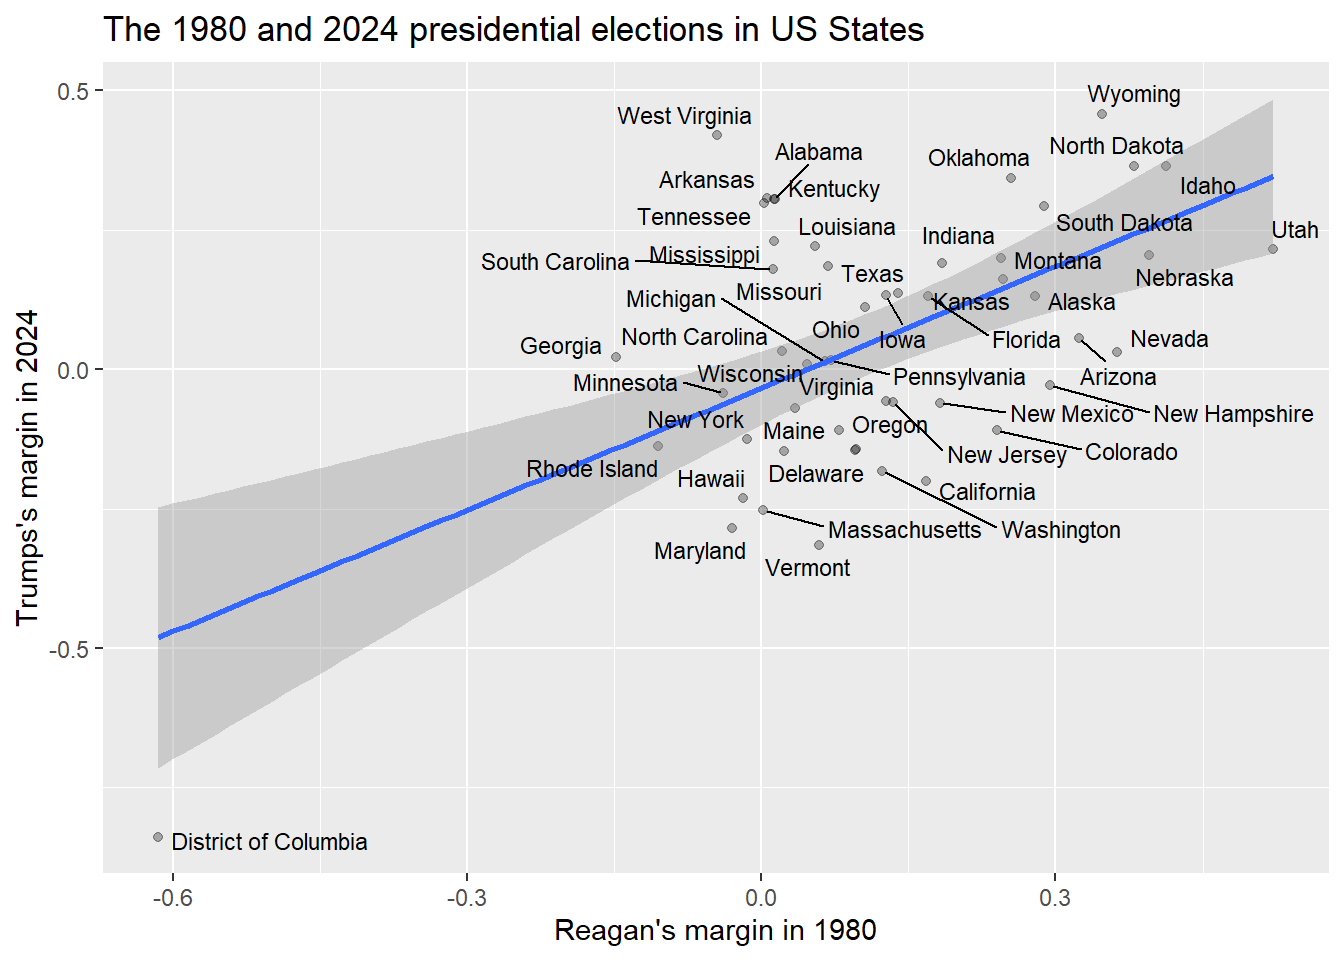 The 1980 and 2024 presidential elections in US States
Trumps's margin in 2024
0.5
0.0
-0.5
Wyoming
West Virginia
Alabama
North Dakota
Oklahoma
Arkansas
Kentucky
Idaho
Tennessee
Louisiana
South Dakota
Utah
Indiana
Mississippi
South Carolina
Montana
Texas
Nebraska
Missouri
Michigan
Kansas
Alaska
Ohio
North Carolina
Iowa
Florida
Nevada
Georgia
Wisconsin
Minnesota
Virginia
Pennsylvania
Arizona
New York
New Mexico
New Hampshire
Maine
Oregon
New Jersey
Colorado
Rhode Island
Hawaii
Delaware
California
Massachusetts
Washington
Maryland
Vermont
District of Columbia
-0.6
-0.3
0.0
0.3
Reagan's margin in 1980